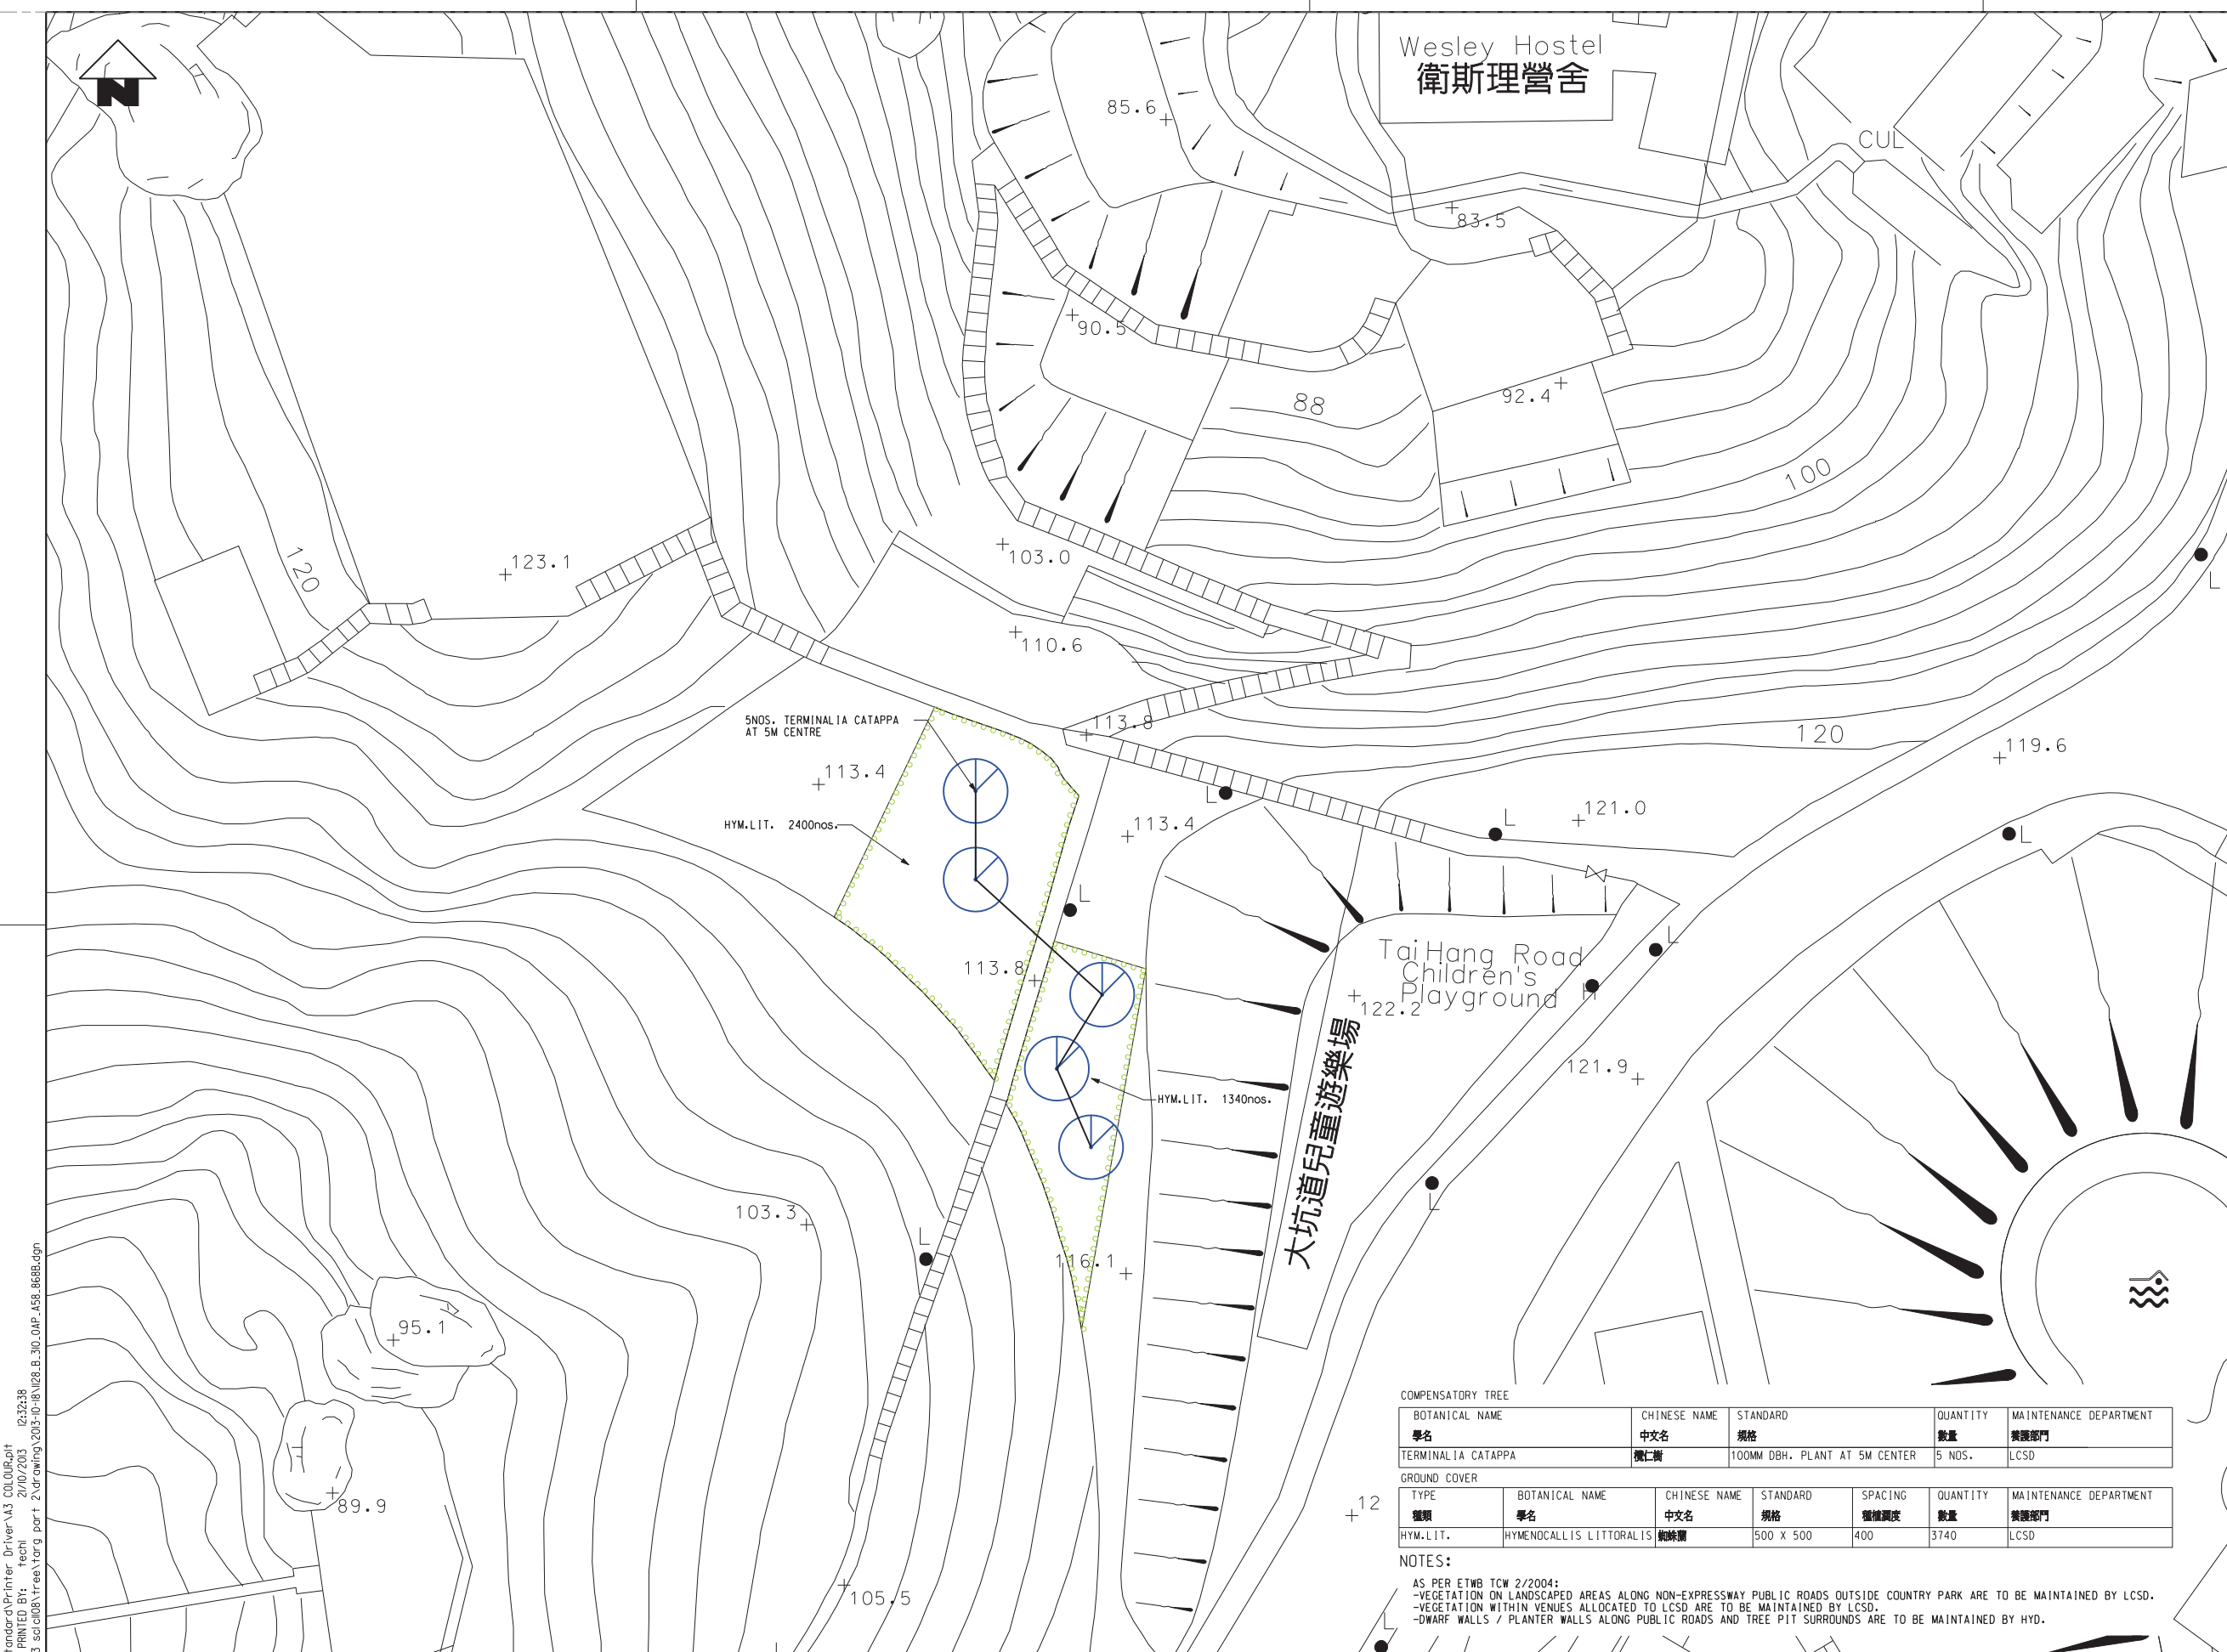 N
Wesley Hostel
衛斯理營舍
85.6
CUL
83.5
90.5
88
92.4
100
103.0
123.1
120
L
110.6
113.8
120
119.6
5NOS. TERMINALIA CATAPPA
AT 5M CENTRE
113.4
L
L
121.0
HYM.LIT. 2400nos.
113.4
L
L
L
Tai Hang Road
Children's
Playground
113.8
H
122.2
大坑道兒童遊樂場
121.9
HYM.LIT. 1340nos.
L
103.3
L
116.1
95.1
89.9
12
105.5
L
COMPENSATORY TREE
BOTANICAL NAME CHINESE NAME STANDARD QUANTITY MAINTENANCE DEPARTMENT
學名 中文名 規格 數量 養護部門
TERMINALIA CATAPPA 欖仁樹 100MM DBH. PLANT AT 5M CENTER 5 NOS. LCSD
GROUND COVER
TYPE BOTANICAL NAME CHINESE NAME STANDARD SPACING QUANTITY MAINTENANCE DEPARTMENT
種類 學名 中文名 規格 種植濶度 數量 養護部門
HYM.LIT. HYMENOCALLIS LITTORALIS 蜘蛛蘭 500 X 500 400 3740 LCSD
NOTES:
AS PER ETWB TCW 2/2004:
-VEGETATION ON LANDSCAPED AREAS ALONG NON-EXPRESSWAY PUBLIC ROADS OUTSIDE COUNTRY PARK ARE TO BE MAINTAINED BY LCSD.
-VEGETATION WITHIN VENUES ALLOCATED TO LCSD ARE TO BE MAINTAINED BY LCSD.
-DWARF WALLS / PLANTER WALLS ALONG PUBLIC ROADS AND TREE PIT SURROUNDS ARE TO BE MAINTAINED BY HYD.
tandard\Printer Driver\A3 COLOUR.plt
PRINTED BY: tech1 21/10/2013 12:32:38